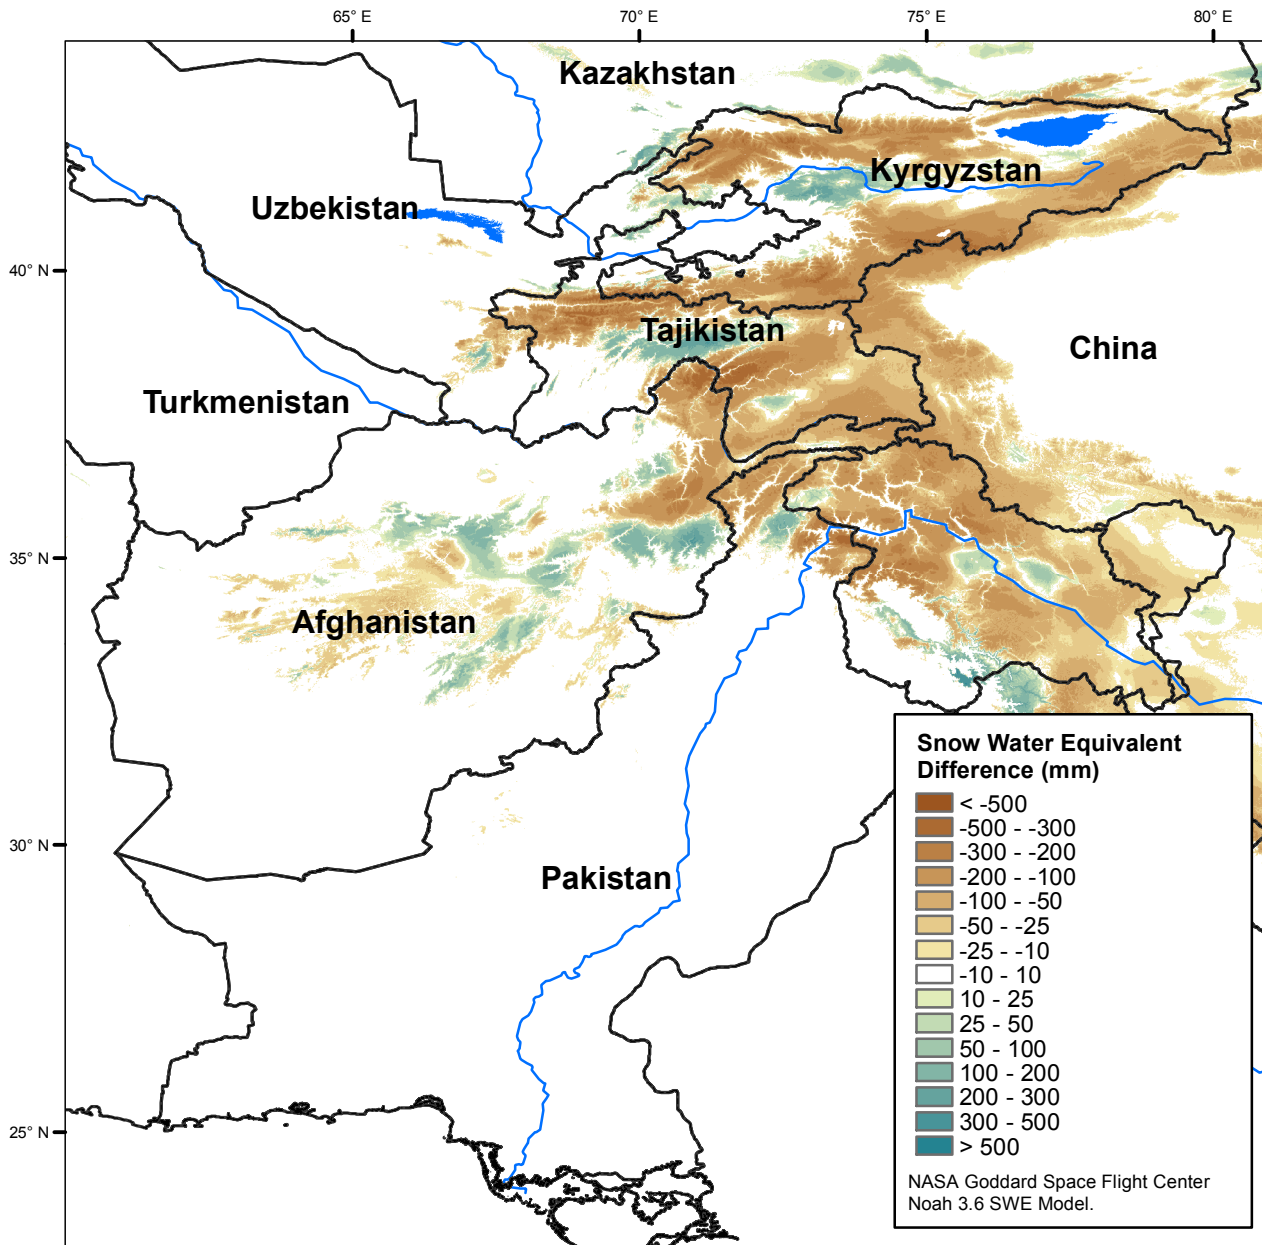 65° E
70° E
75° E
80° E
Kazakhstan
Kyrgyzstan
Uzbekistan
40° N
Tajikistan
China
Turkmenistan
35° N
Afghanistan
Snow Water Equivalent
Difference (mm)
< -500
-500 - -300
30° N
-300 - -200
Pakistan
-200 - -100
-100 - -50
-50 - -25
-25 - -10
-10 - 10
10 - 25
25 - 50
50 - 100
100 - 200
200 - 300
300 - 500
25° N
> 500
NASA Goddard Space Flight Center
Noah 3.6 SWE Model.